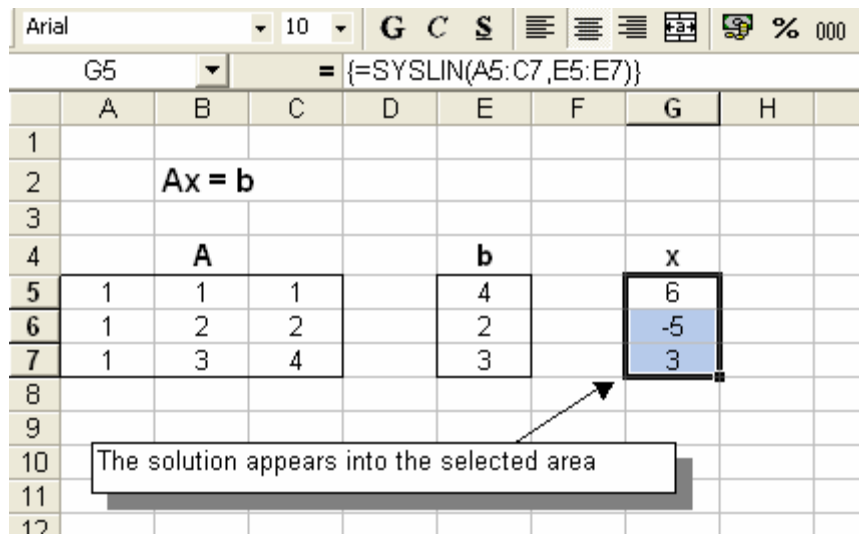 Arial 10 G C S % 000
G5 = {=SYSLIN(A5:C7,E5:E7)}
A B C D E F G H
1
2 Ax = b
3
4 A b x
5 1 1 1 4 6
6 1 2 2 2 -5
7 1 3 4 3 3
8
9
10 The solution appears into the selected area
11
12